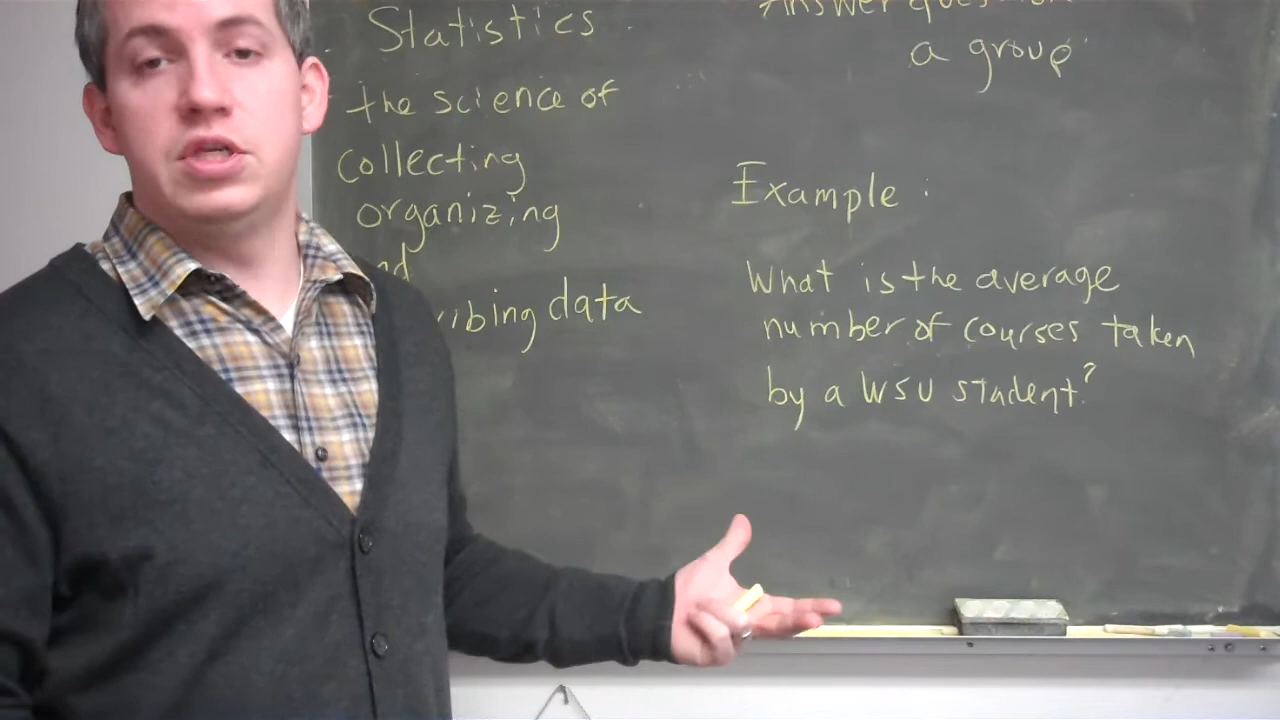 Statistics
the science of
collecting
organizing
data
a group
Example:
What is the average
number of courses taken
by a WSU student?